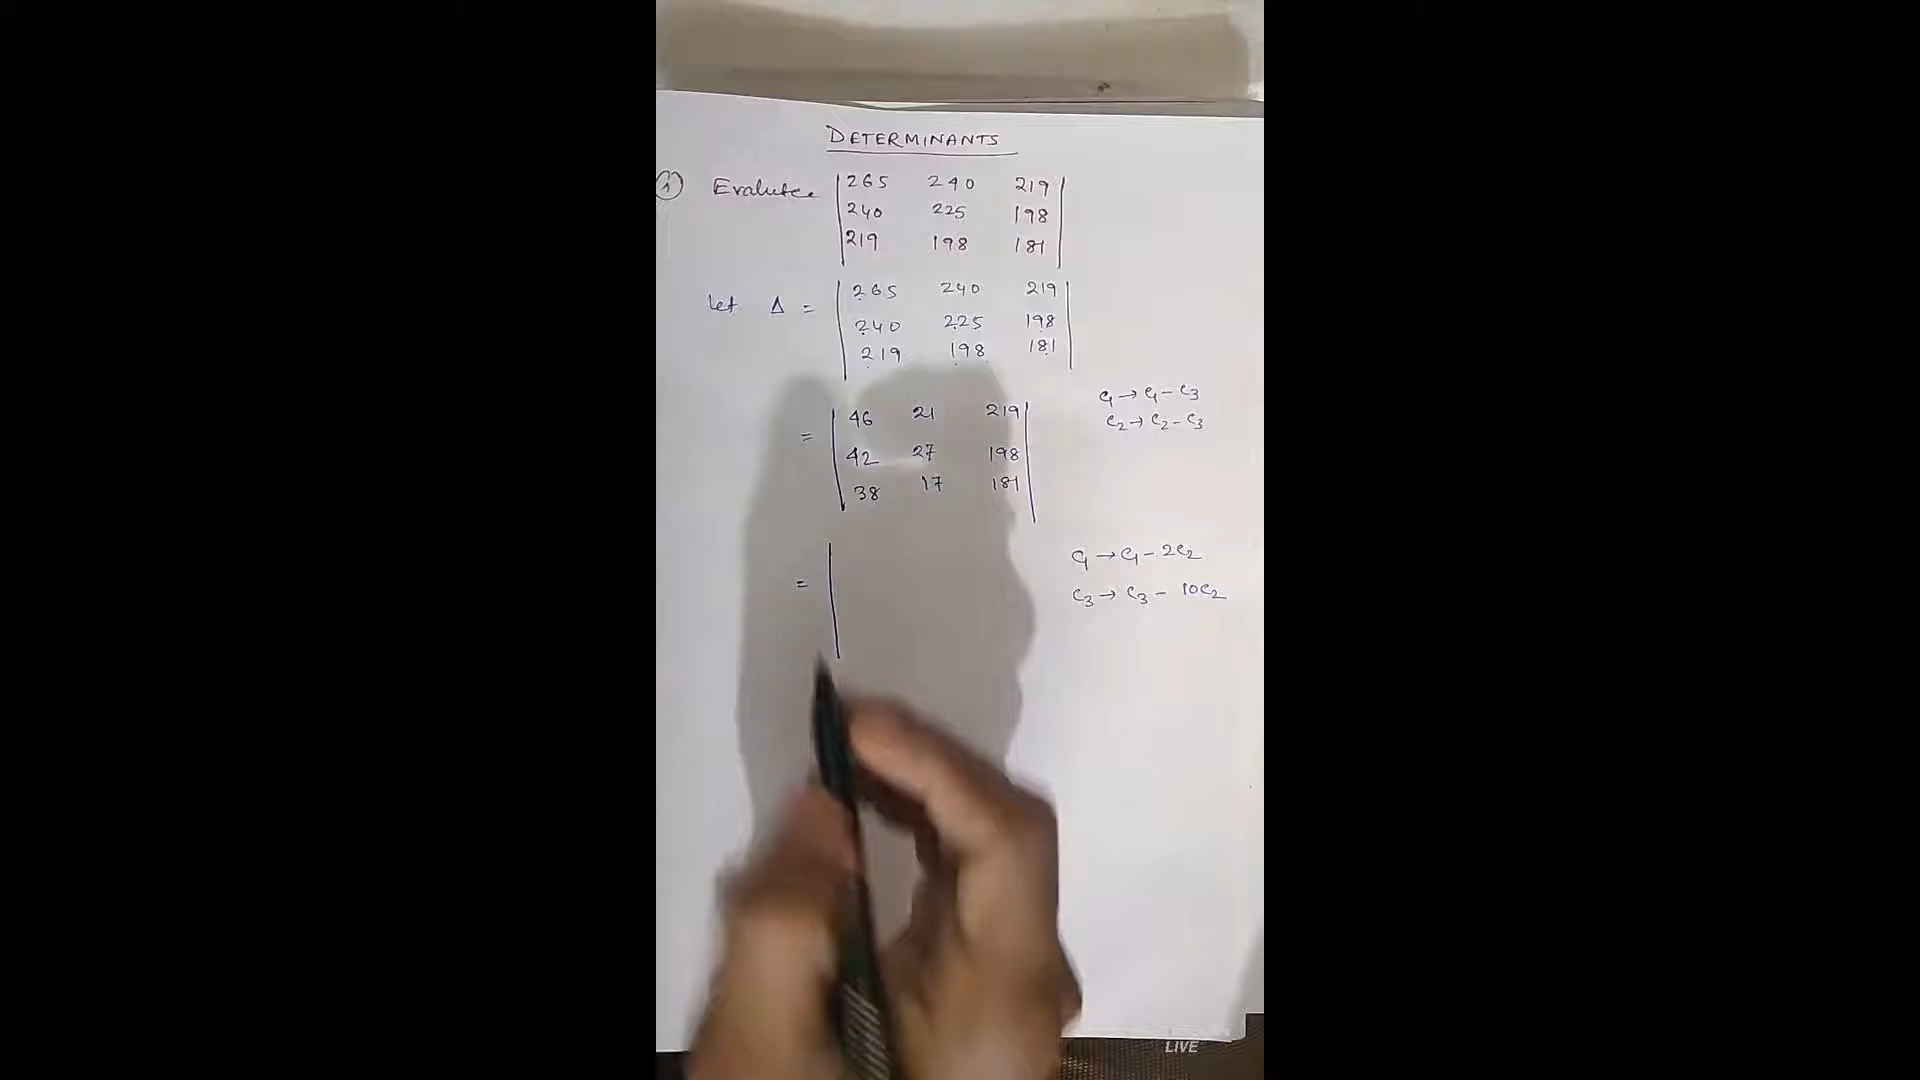 DETERMINANTS
1 Evalutee | 265 240 219 |
| 240 225 198 |
| 219 198 181 |
let Δ = | 265 240 219 |
| 240 225 198 |
| 219 198 181 |
C1 → C1 - C3
C2 → C2 - C3
= | 46 21 219 |
| 42 27 198 |
| 38 17 181 |
C1 → C1 - 2C2
= |
C3 → C3 - 10C2
LIVE